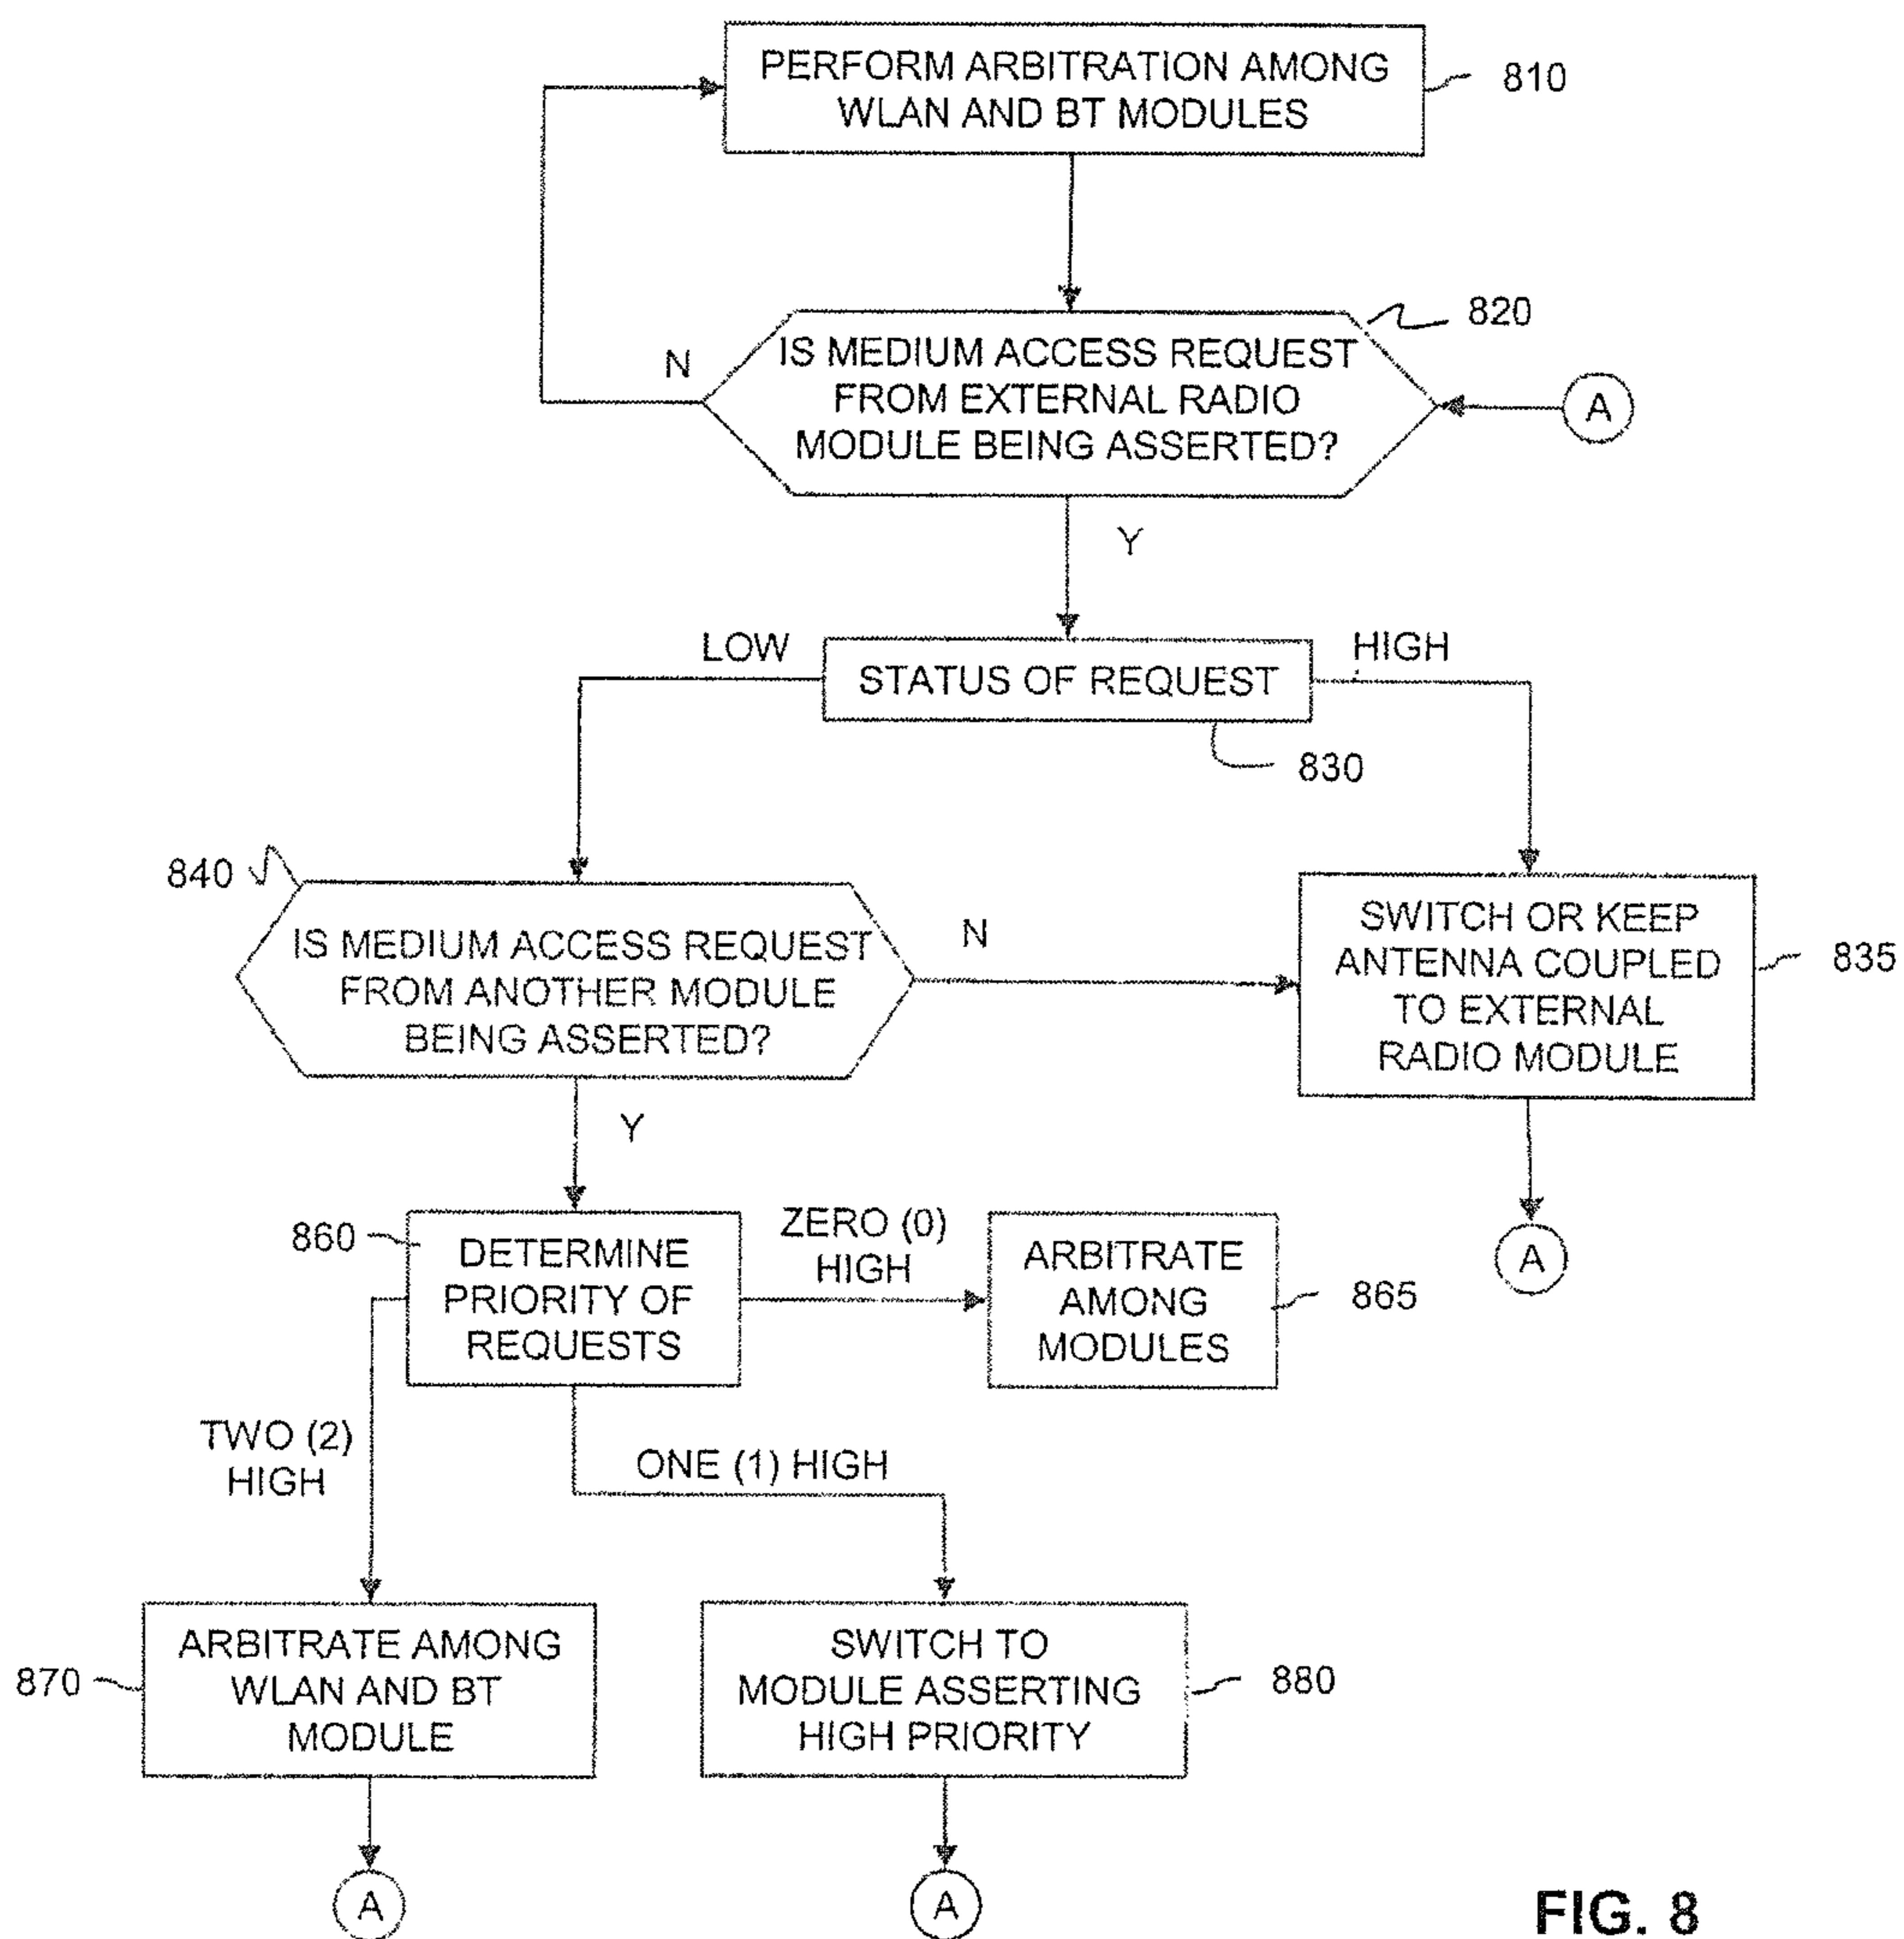 PERFORM ARBITRATION AMONG
WLAN AND BT MODULES
810
820
IS MEDIUM ACCESS REQUEST
FROM EXTERNAL RADIO
MODULE BEING ASSERTED?
N
A
Y
LOW
STATUS OF REQUEST
HIGH
830
840
IS MEDIUM ACCESS REQUEST
FROM ANOTHER MODULE
BEING ASSERTED?
N
SWITCH OR KEEP
ANTENNA COUPLED
TO EXTERNAL
RADIO MODULE
835
Y
A
860
DETERMINE
PRIORITY OF
REQUESTS
ZERO (0)
HIGH
ARBITRATE
AMONG
MODULES
865
TWO (2)
HIGH
ONE (1) HIGH
870
ARBITRATE AMONG
WLAN AND BT
MODULE
SWITCH TO
MODULE ASSERTING
HIGH PRIORITY
880
A
A
FIG. 8